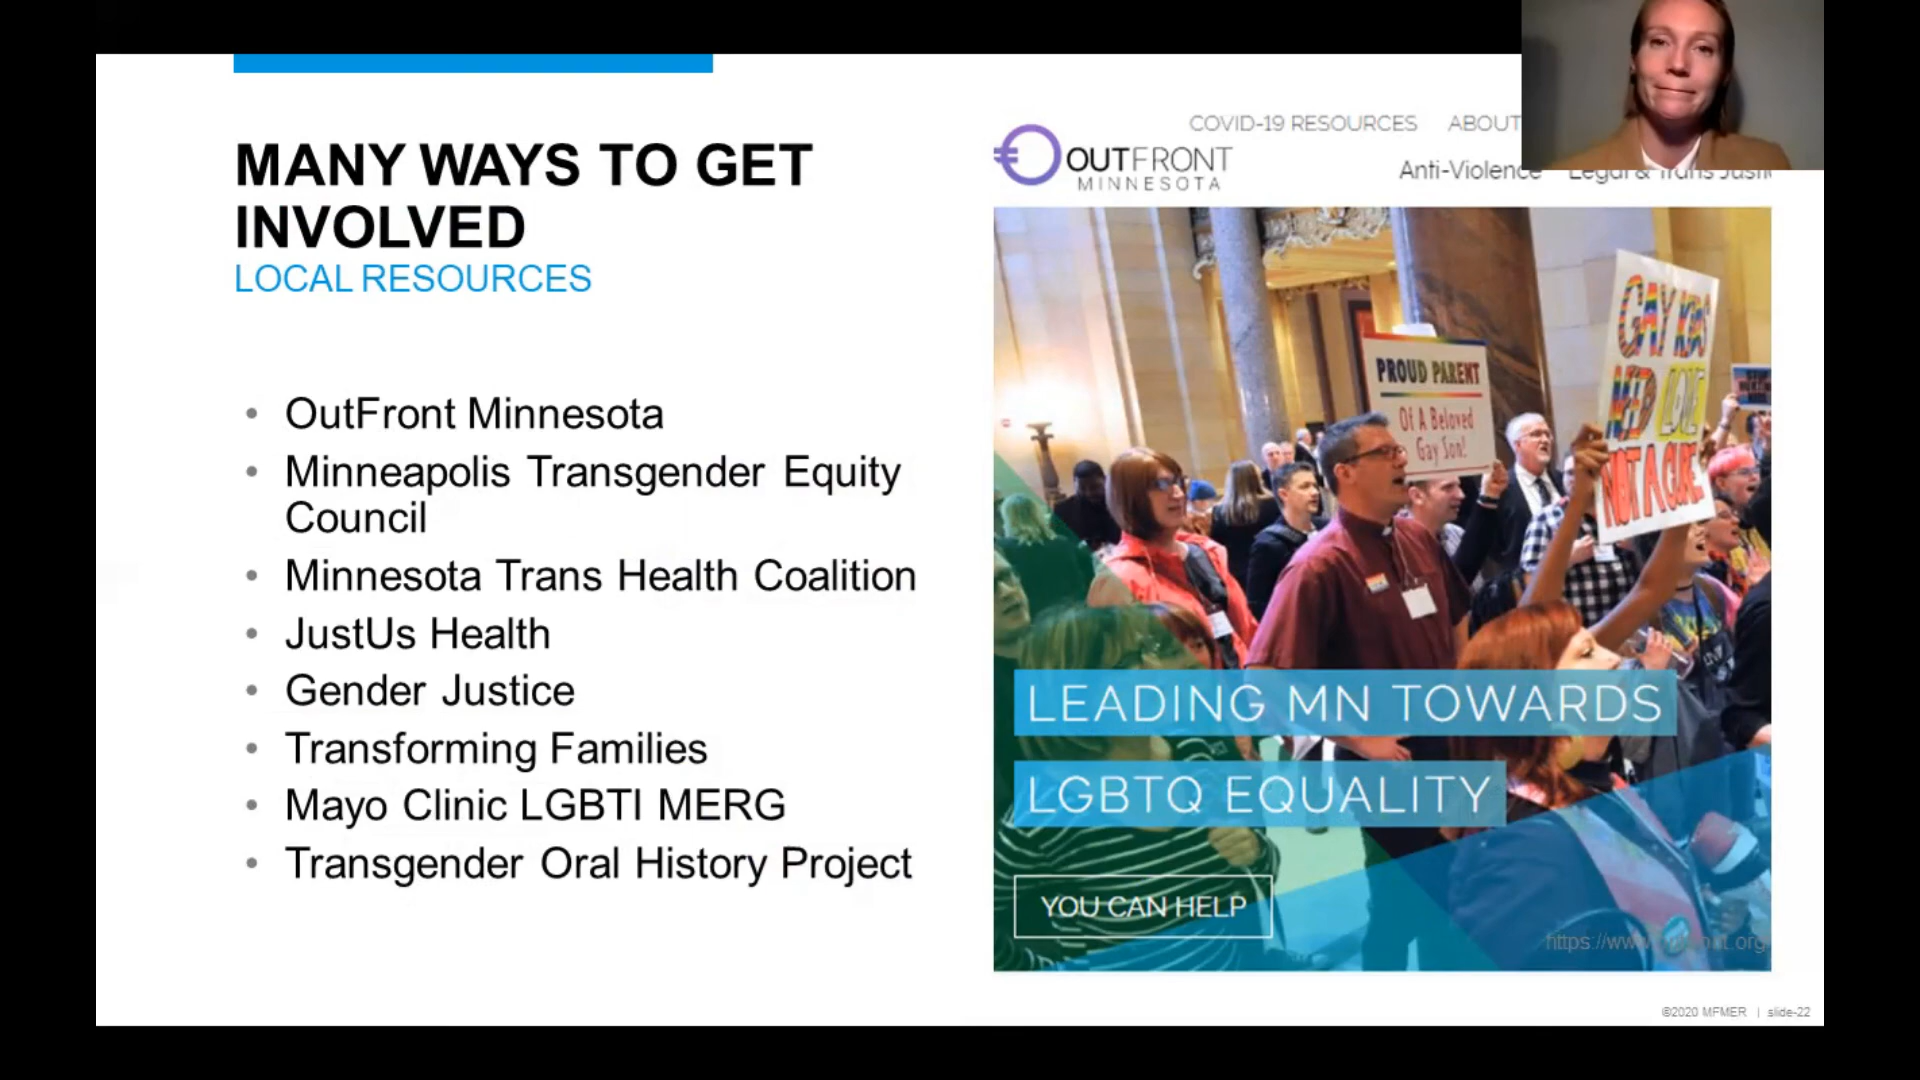 MANY WAYS TO GET
INVOLVED
LOCAL RESOURCES
• OutFront Minnesota
• Minneapolis Transgender Equity
Council
• Minnesota Trans Health Coalition
• JustUs Health
• Gender Justice
• Transforming Families
• Mayo Clinic LGBTI MERG
• Transgender Oral History Project
COVID-19 RESOURCES ABOUT
OUTFRONT
MINNESOTA
Anti-Violence Legal & Trans Justi
PROUD PARENT
Of A Beloved
Gay Son!
GAY KIDS
NEED LOVE
NOT A CURE
LEADING MN TOWARDS
LGBTQ EQUALITY
YOU CAN HELP
©2020 MFMER | slide-22